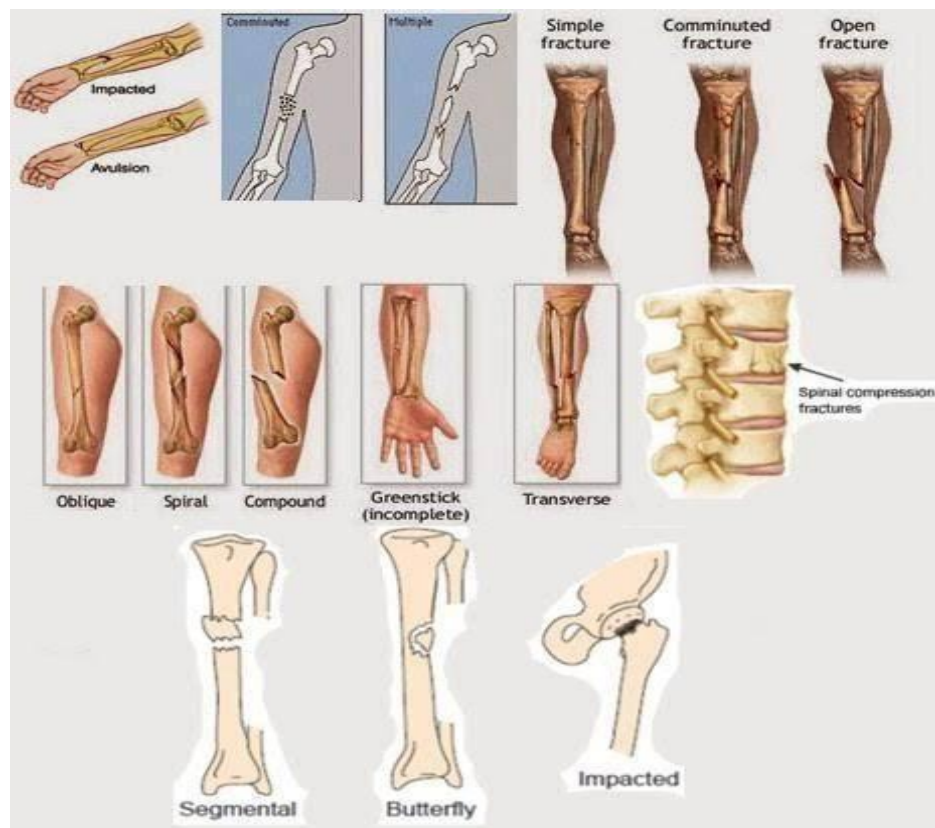 Impacted
Avulsion
Comminuted
Multiple
Simple
fracture
Comminuted
fracture
Open
fracture
Oblique
Spiral
Compound
Greenstick
(incomplete)
Transverse
Spinal compression
fractures
Segmental
Butterfly
Impacted